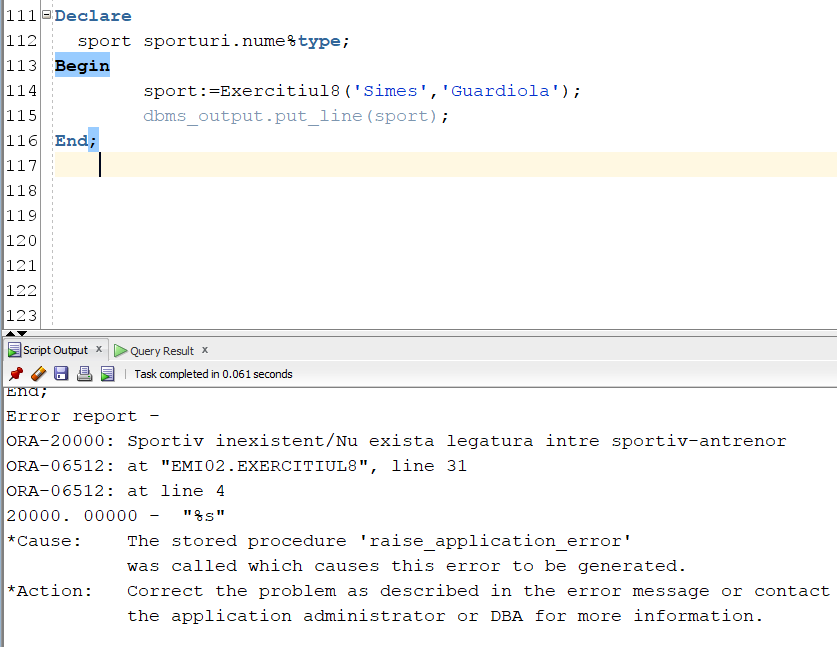 111 Declare
112 sport sporturi.nume%type;
113 Begin
114 sport:=Exercitiul8('Simes','Guardiola');
115 dbms_output.put_line(sport);
116 End;
117
118
119
120
121
122
123
Script Output x Query Result x
Task completed in 0.061 seconds
End;
Error report -
ORA-20000: Sportiv inexistent/Nu exista legatura intre sportiv-antrenor
ORA-06512: at "EMI02.EXERCITIUL8", line 31
ORA-06512: at line 4
20000. 00000 - "%s"
*Cause: The stored procedure 'raise_application_error'
was called which causes this error to be generated.
*Action: Correct the problem as described in the error message or contact
the application administrator or DBA for more information.